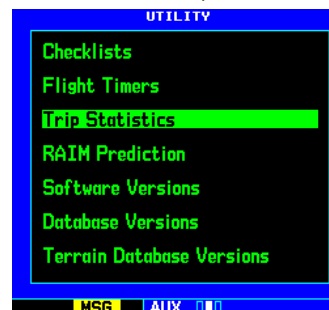 UTILITY
Checklists
Flight Timers
Trip Statistics
RAIM Prediction
Software Versions
Database Versions
Terrain Database Versions
MSG AUX